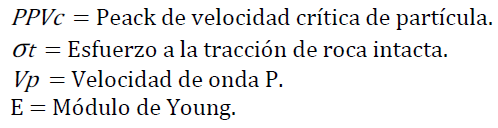 PPVc = Peack de velocidad crítica de partícula.
σt = Esfuerzo a la tracción de roca intacta.
Vp = Velocidad de onda P.
E = Módulo de Young.